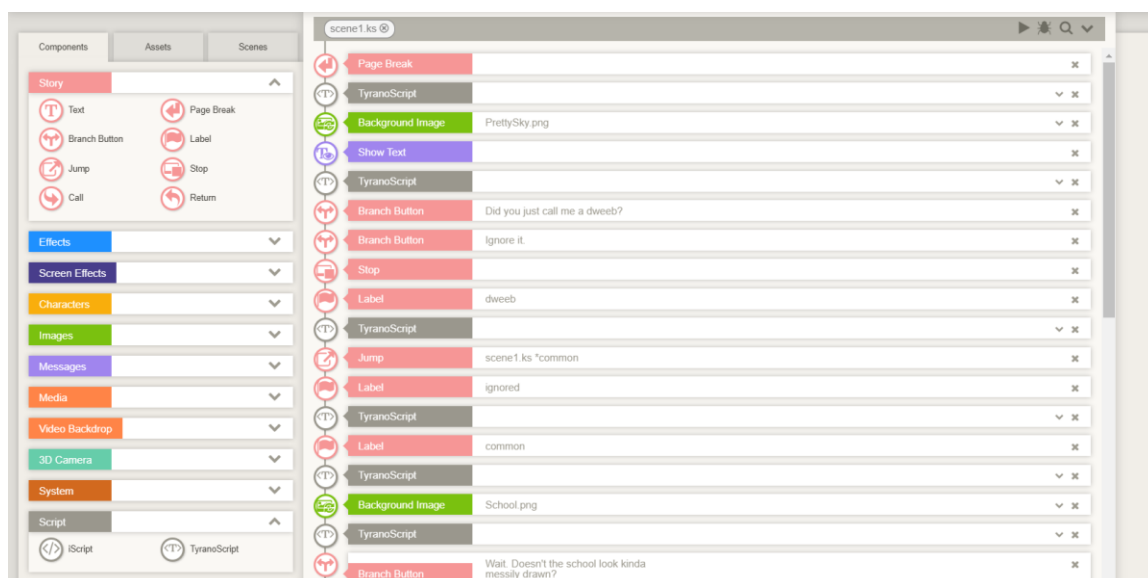 scene1.ks
Components Assets Scenes
Story
Text Page Break
Branch Button Label
Jump Stop
Call Return
Effects
Screen Effects
Characters
Images
Messages
Media
Video Backdrop
3D Camera
System
Script
iScript TyranoScript
Page Break
TyranoScript
Background Image PrettySky.png
Show Text
TyranoScript
Branch Button Did you just call me a dweeb?
Branch Button Ignore it.
Stop
Label dweeb
TyranoScript
Jump scene1.ks *common
Label ignored
TyranoScript
Label common
TyranoScript
Background Image School.png
TyranoScript
Branch Button Wait. Doesn't the school look kinda
messily drawn?